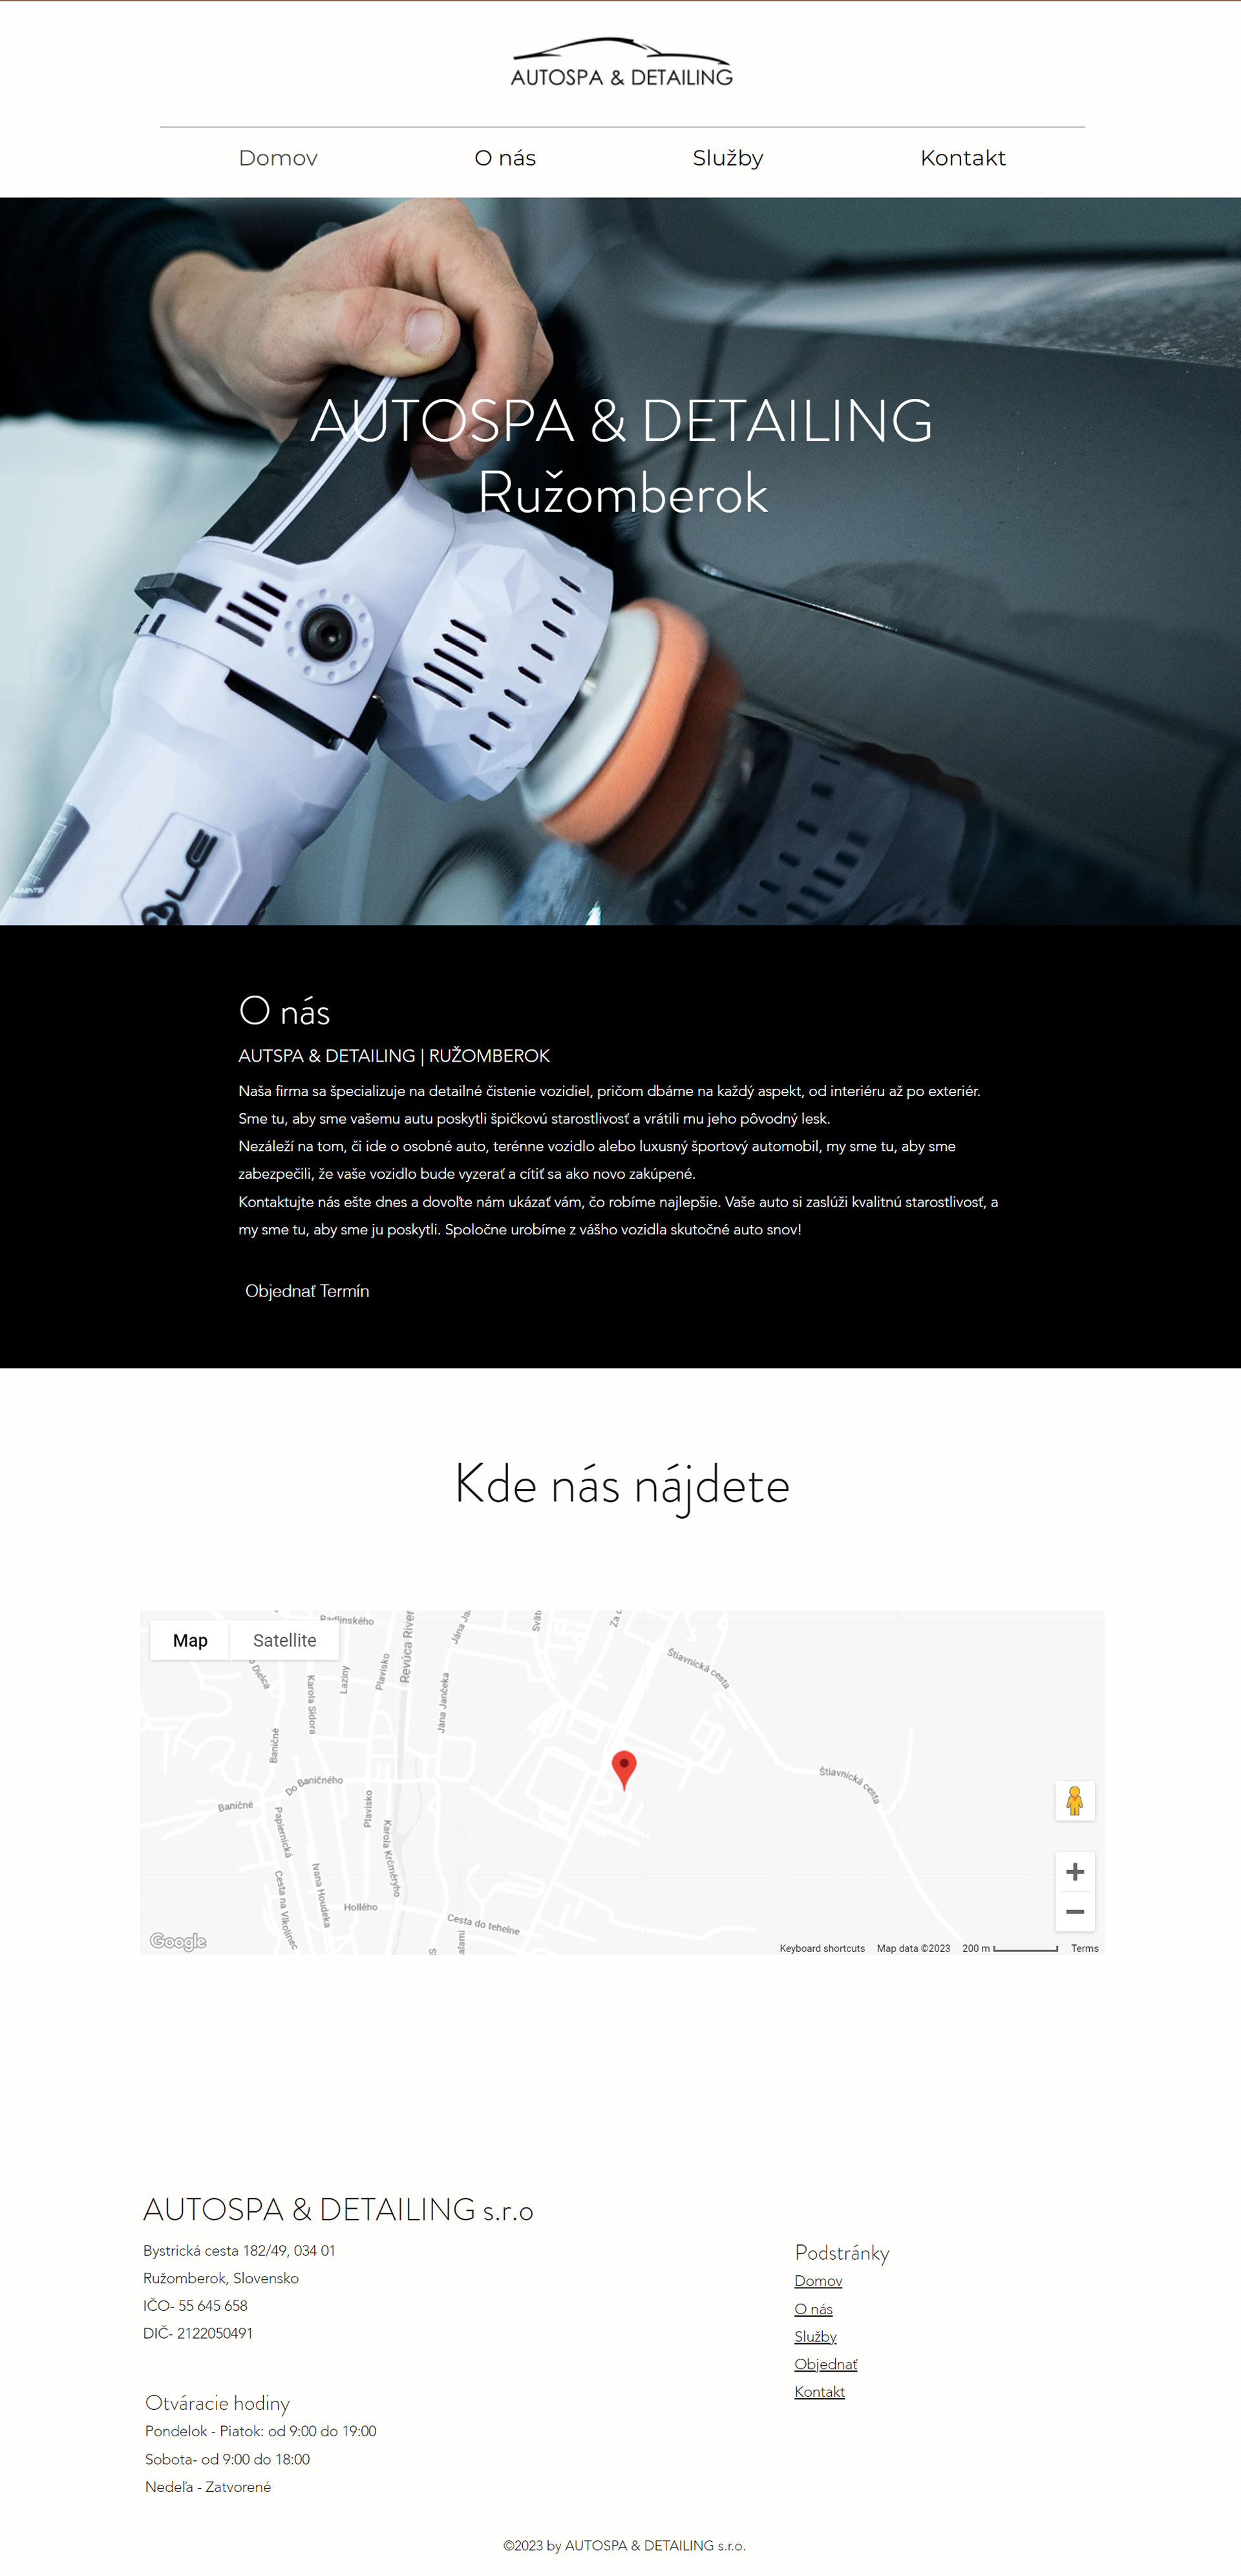 AUTOSPA & DETAILING
Domov
O nás
Služby
Kontakt
AUTOSPA & DETAILING
Ružomberok
O nás
AUTSPA & DETAILING | RUŽOMBEROK
Naša firma sa špecializuje na detailné čistenie vozidiel, pričom dbáme na každý aspekt, od interiéru až po exteriér.
Sme tu, aby sme vašemu autu poskytli špičkovú starostlivosť a vrátili mu jeho pôvodný lesk.
Nezáleží na tom, či ide o osobné auto, terénne vozidlo alebo luxusný športový automobil, my sme tu, aby sme
zabezpečili, že vaše vozidlo bude vyzerať a cítiť sa ako novo zakúpené.
Kontaktujte nás ešte dnes a dovoľte nám ukázať vám, čo robíme najlepšie. Vaše auto si zaslúži kvalitnú starostlivosť, a
my sme tu, aby sme ju poskytli. Spoločne urobíme z vášho vozidla skutočné auto snov!
Objednať Termín
Kde nás nájdete
Map
Satellite
Radlinského
Revúca River
Štiavnická cesta
Laziny
Plavisko
Karola Sidora
Jána Jančeka
Baničné
Do Baničného
Štiavnická cesta
Baničné
Plavisko
Papiernická
Karola Krčméryho
Ivana Houdeka
Cesta na Vlkolínec
Hollého
Cesta do tehelne
Google
Keyboard shortcuts
Map data ©2023
200 m
Terms
AUTOSPA & DETAILING s.r.o
Bystrická cesta 182/49, 034 01
Ružomberok, Slovensko
IČO- 55 645 658
DIČ- 2122050491
Podstránky
Domov
O nás
Služby
Objednať
Kontakt
Otváracie hodiny
Pondelok - Piatok: od 9:00 do 19:00
Sobota- od 9:00 do 18:00
Nedeľa - Zatvorené
©2023 by AUTOSPA & DETAILING s.r.o.